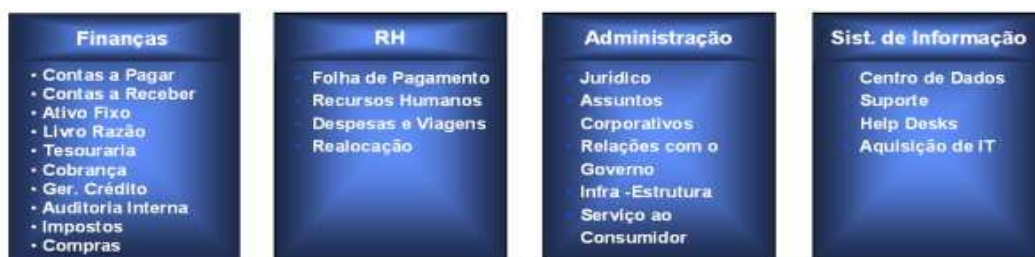 Finanças
• Contas a Pagar
• Contas a Receber
• Ativo Fixo
• Livro Razão
• Tesouraria
• Cobrança
• Ger. Crédito
• Auditoria Interna
• Impostos
• Compras
RH
Folha de Pagamento
Recursos Humanos
Despesas e Viagens
Realocação
Administração
Juridico
Assuntos
Corporativos
Relações com o
Governo
Infra -Estrutura
Serviço ao
Consumidor
Sist. de Informação
Centro de Dados
Suporte
Help Desks
Aquisição de IT